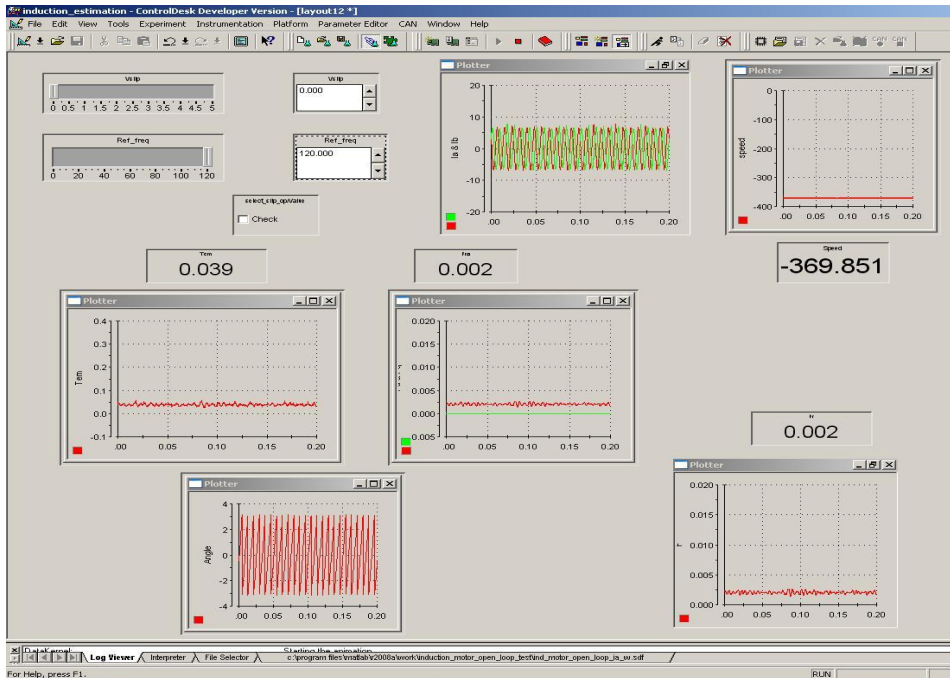 induction_estimation - ControlDesk Developer Version - [layout12 *]
File Edit View Tools Experiment Instrumentation Platform Parameter Editor CAN Window Help
Vslip
0 0.5 1 1.5 2 2.5 3 3.5 4 4.5 5
Vslip
0.000
Ref_freq
0 20 40 60 80 100 120
Ref_freq
120.000
Check
Plotter
Ia & Ib
20
10
0
-10
-20
.00 0.05 0.10 0.15 0.20
Plotter
speed
0
-100
-200
-300
-400
.00 0.05 0.10 0.15 0.20
Tem
0.039
0.002
Speed
-369.851
Plotter
Tem
0.4
0.3
0.2
0.1
0.0
-0.1
.00 0.05 0.10 0.15 0.20
Plotter
0.020
0.015
0.010
0.005
0.000
0.005
.00 0.05 0.10 0.15 0.20
0.002
Plotter
Angle
4
2
0
-2
-4
.00 0.05 0.10 0.15 0.20
Plotter
0.020
0.015
0.010
0.005
0.000
.00 0.05 0.10 0.15 0.20
DataKernel: Starting the animation
Log Viewer Interpreter File Selector c:\program files\matlab\r2008a\work\induction_motor_open_loop_test\ind_motor_open_loop_ia_w.sdf
For Help, press F1. RUN